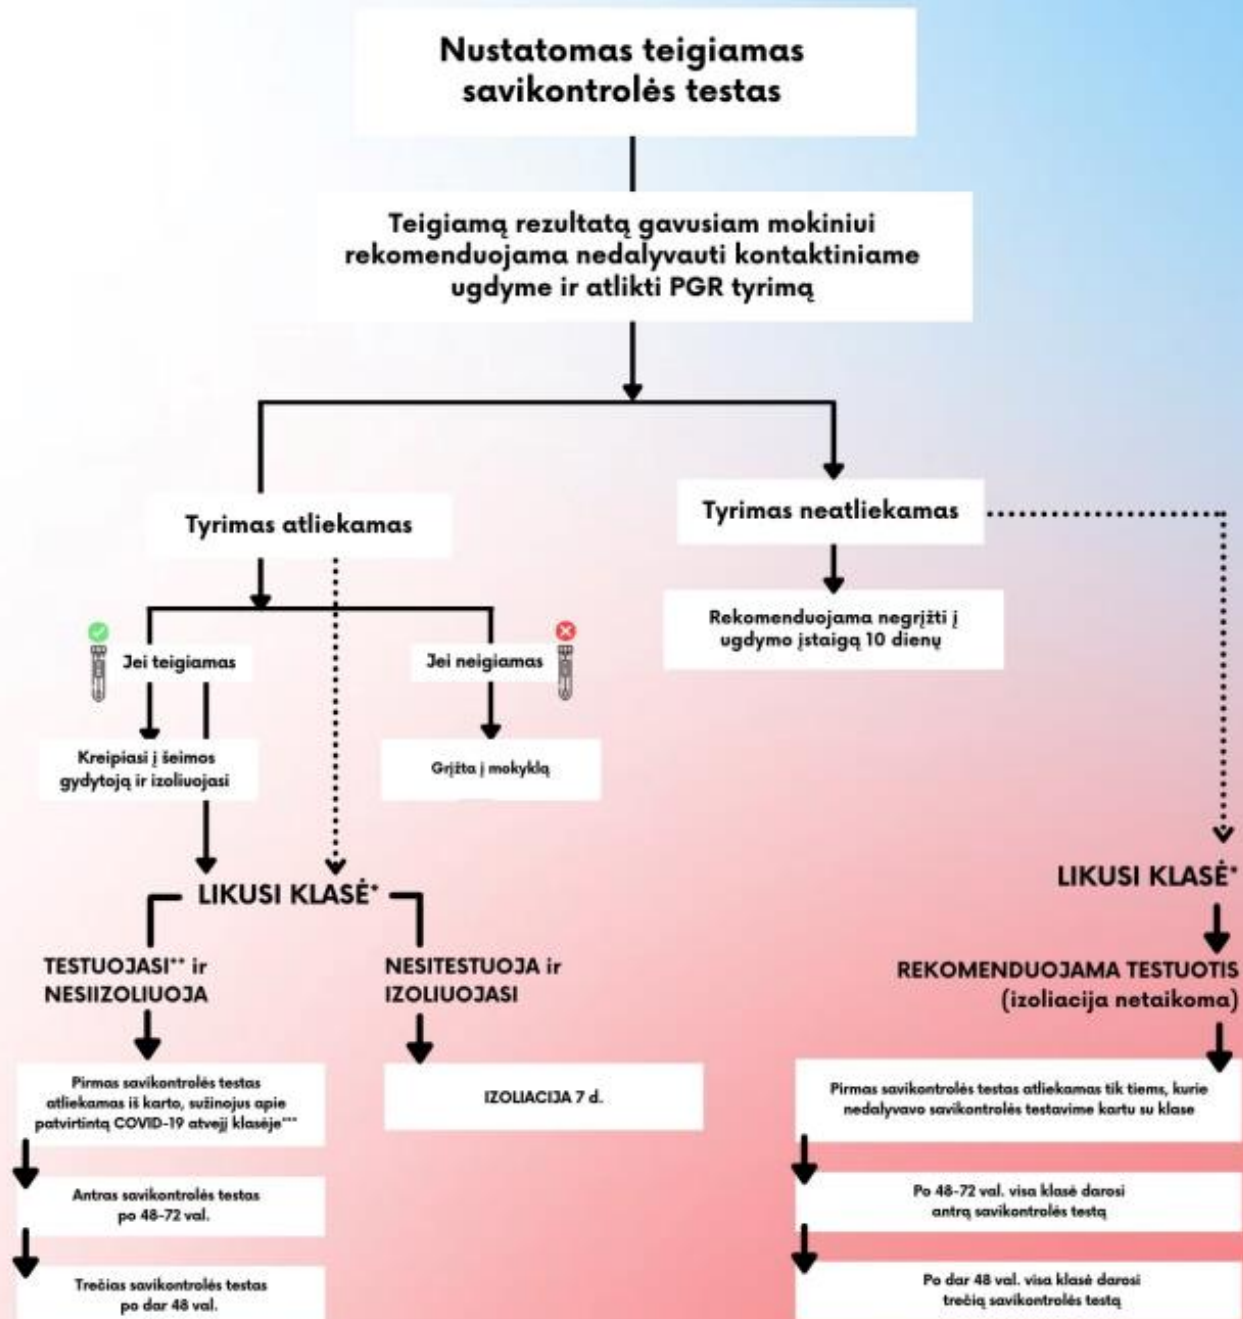 Nustatomas teigiamas
savikontrolės testas
Teigiamą rezultatą gavusiam mokiniui
rekomenduojama nedalyvauti kontaktiniame
ugdyme ir atlikti PGR tyrimą
Tyrimas atliekamas
Tyrimas neatliekamas
Jei teigiamas
Jei neigiamas
Rekomenduojama negrįžti į
ugdymo įstaigą 10 dienų
Kreipiasi į šeimos
gydytoją ir izoliuojasi
Grįžta į mokyklą
LIKUSI KLASĖ*
LIKUSI KLASĖ*
TESTUOJASI** ir
NESIIZOLIUOJA
NESITESTUOJA ir
IZOLIUOJASI
REKOMENDUOJAMA TESTUOTIS
(izoliacija netaikoma)
Pirmas savikontrolės testas
atliekamas iš karto, sužinojus apie
patvirtintą COVID-19 atvejį klasėje***
IZOLIACIJA 7 d.
Pirmas savikontrolės testas atliekamas tik tiems, kurie
nedalyvavo savikontrolės testavime kartu su klase
Antras savikontrolės testas
po 48-72 val.
Po 48-72 val. visa klasė darosi
antrą savikontrolės testą
Trečias savikontrolės testas
po dar 48 val.
Po dar 48 val. visa klasė darosi
trečią savikontrolės testą